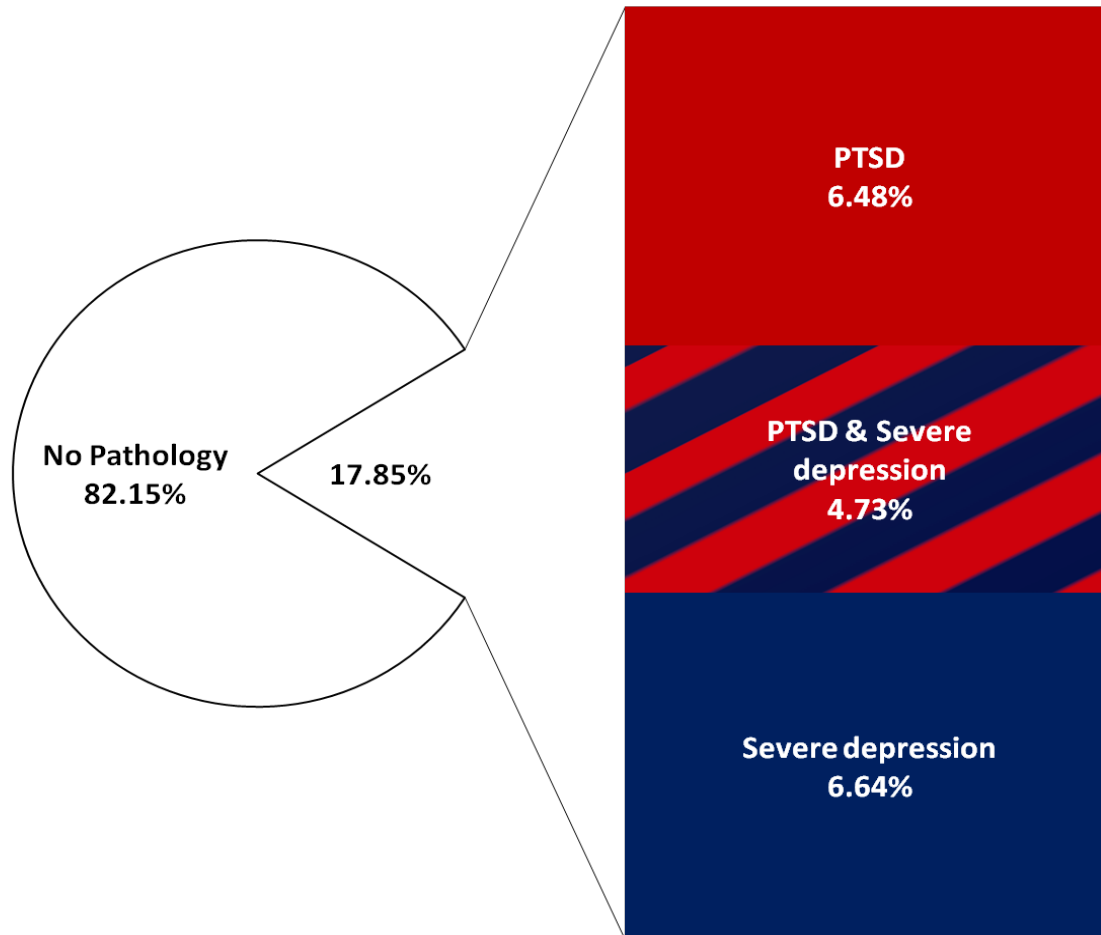 No Pathology
82.15%
17.85%
PTSD
6.48%
PTSD & Severe
depression
4.73%
Severe depression
6.64%